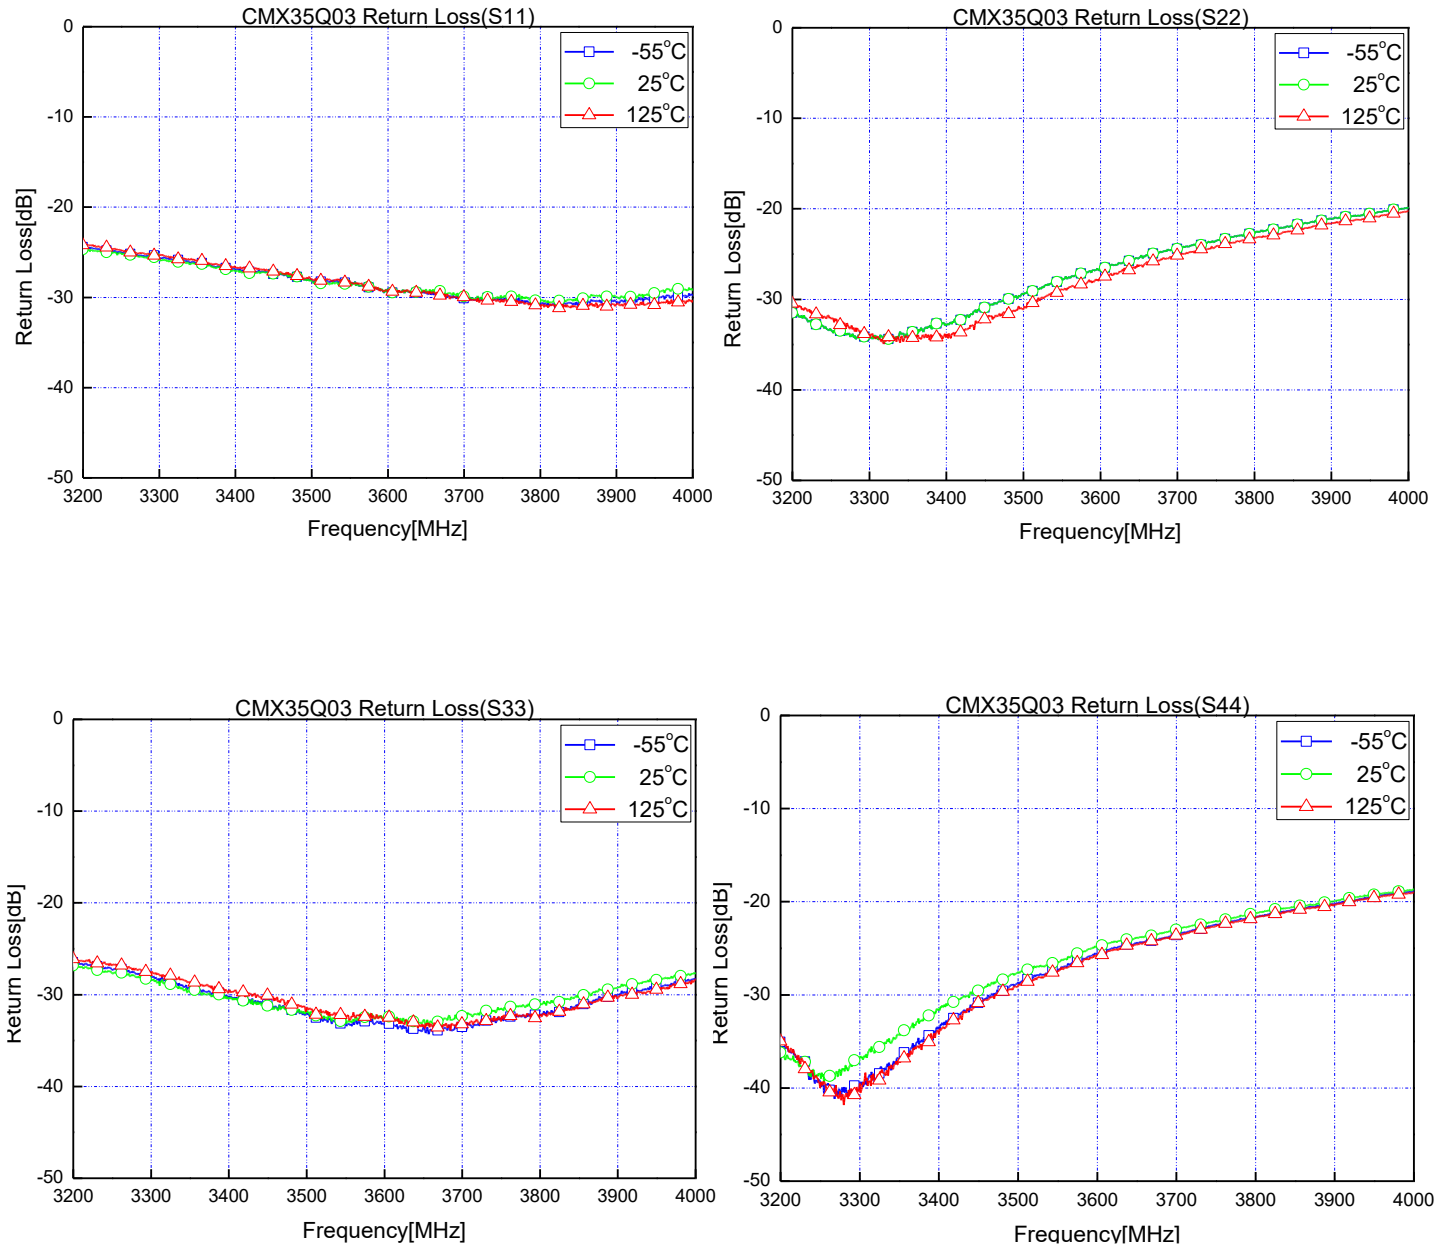 CMX35Q03 Return Loss(S11)
-55°C
25°C
125°C
0
-10
-20
-30
-40
-50
Return Loss[dB]
3200 3300 3400 3500 3600 3700 3800 3900 4000
Frequency[MHz]
CMX35Q03 Return Loss(S22)
-55°C
25°C
125°C
0
-10
-20
-30
-40
-50
Return Loss[dB]
3200 3300 3400 3500 3600 3700 3800 3900 4000
Frequency[MHz]
CMX35Q03 Return Loss(S33)
-55°C
25°C
125°C
0
-10
-20
-30
-40
-50
Return Loss[dB]
3200 3300 3400 3500 3600 3700 3800 3900 4000
Frequency[MHz]
CMX35Q03 Return Loss(S44)
-55°C
25°C
125°C
0
-10
-20
-30
-40
-50
Return Loss[dB]
3200 3300 3400 3500 3600 3700 3800 3900 4000
Frequency[MHz]